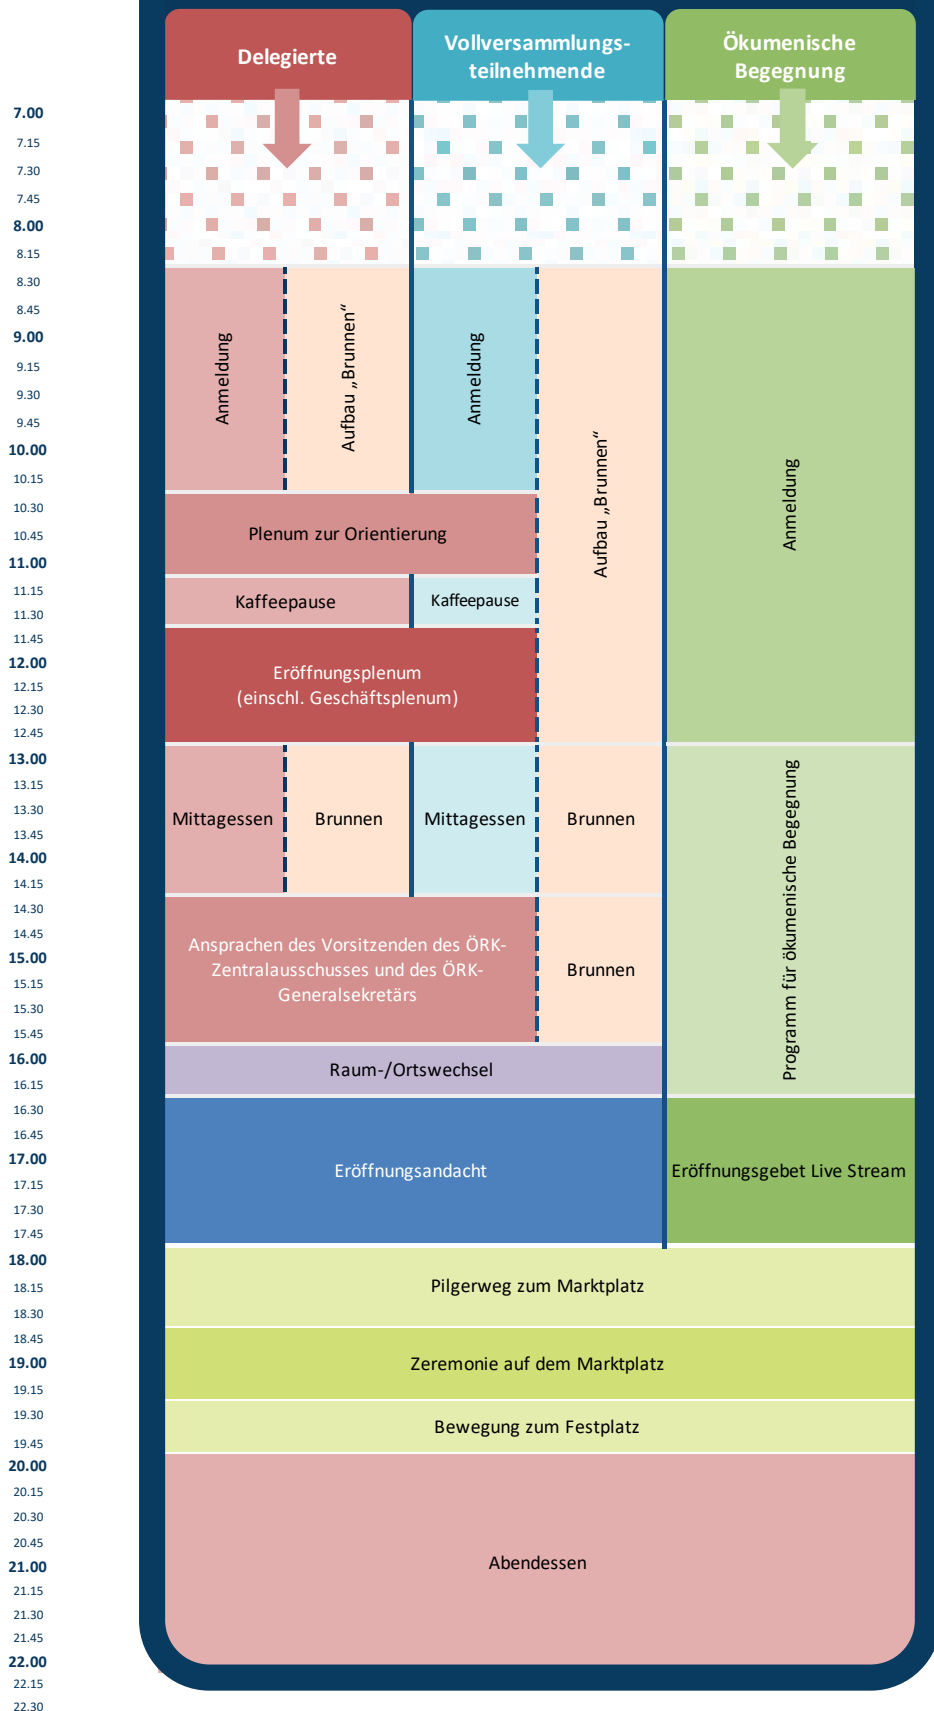 Delegierte
Vollversammlungs-
teilnehmende
Ökumenische
Begegnung
7.00
7.15
7.30
7.45
8.00
8.15
8.30
8.45
9.00
9.15
9.30
9.45
10.00
10.15
10.30
10.45
11.00
11.15
11.30
11.45
12.00
12.15
12.30
12.45
13.00
13.15
13.30
13.45
14.00
14.15
14.30
14.45
15.00
15.15
15.30
15.45
16.00
16.15
16.30
16.45
17.00
17.15
17.30
17.45
18.00
18.15
18.30
18.45
19.00
19.15
19.30
19.45
20.00
20.15
20.30
20.45
21.00
21.15
21.30
21.45
22.00
22.15
22.30
Anmeldung
Aufbau „Brunnen“
Anmeldung
Aufbau „Brunnen“
Anmeldung
Plenum zur Orientierung
Kaffeepause
Kaffeepause
Eröffnungsplenum
(einschl. Geschäftsplenum)
Mittagessen
Brunnen
Mittagessen
Brunnen
Programm für ökumenische Begegnung
Ansprachen des Vorsitzenden des ÖRK-
Zentralausschusses und des ÖRK-
Generalsekretärs
Brunnen
Raum-/Ortswechsel
Eröffnungsandacht
Eröffnungsgebet Live Stream
Pilgerweg zum Marktplatz
Zeremonie auf dem Marktplatz
Bewegung zum Festplatz
Abendessen